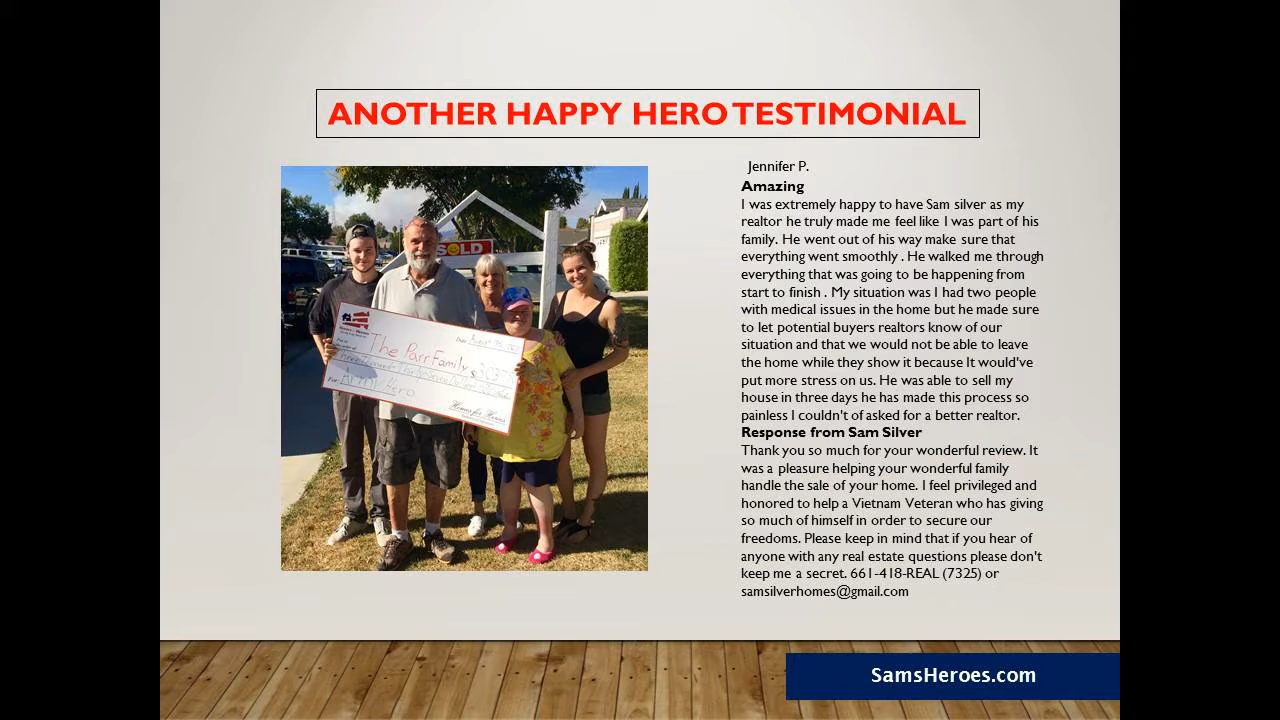 ANOTHER HAPPY HERO TESTIMONIAL
Jennifer P.
Amazing
I was extremely happy to have Sam silver as my
realtor he truly made me feel like I was part of his
family. He went out of his way make sure that
everything went smoothly . He walked me through
everything that was going to be happening from
start to finish . My situation was I had two people
with medical issues in the home but he made sure
to let potential buyers realtors know of our
situation and that we would not be able to leave
the home while they show it because It would've
put more stress on us. He was able to sell my
house in three days he has made this process so
painless I couldn't of asked for a better realtor.
Response from Sam Silver
Thank you so much for your wonderful review. It
was a pleasure helping your wonderful family
handle the sale of your home. I feel privileged and
honored to help a Vietnam Veteran who has giving
so much of himself in order to secure our
freedoms. Please keep in mind that if you hear of
anyone with any real estate questions please don't
keep me a secret. 661-418-REAL (7325) or
samsilverhomes@gmail.com
SOLD
The Parr Family
For: Army Hero
Homes for Heroes
SamsHeroes.com